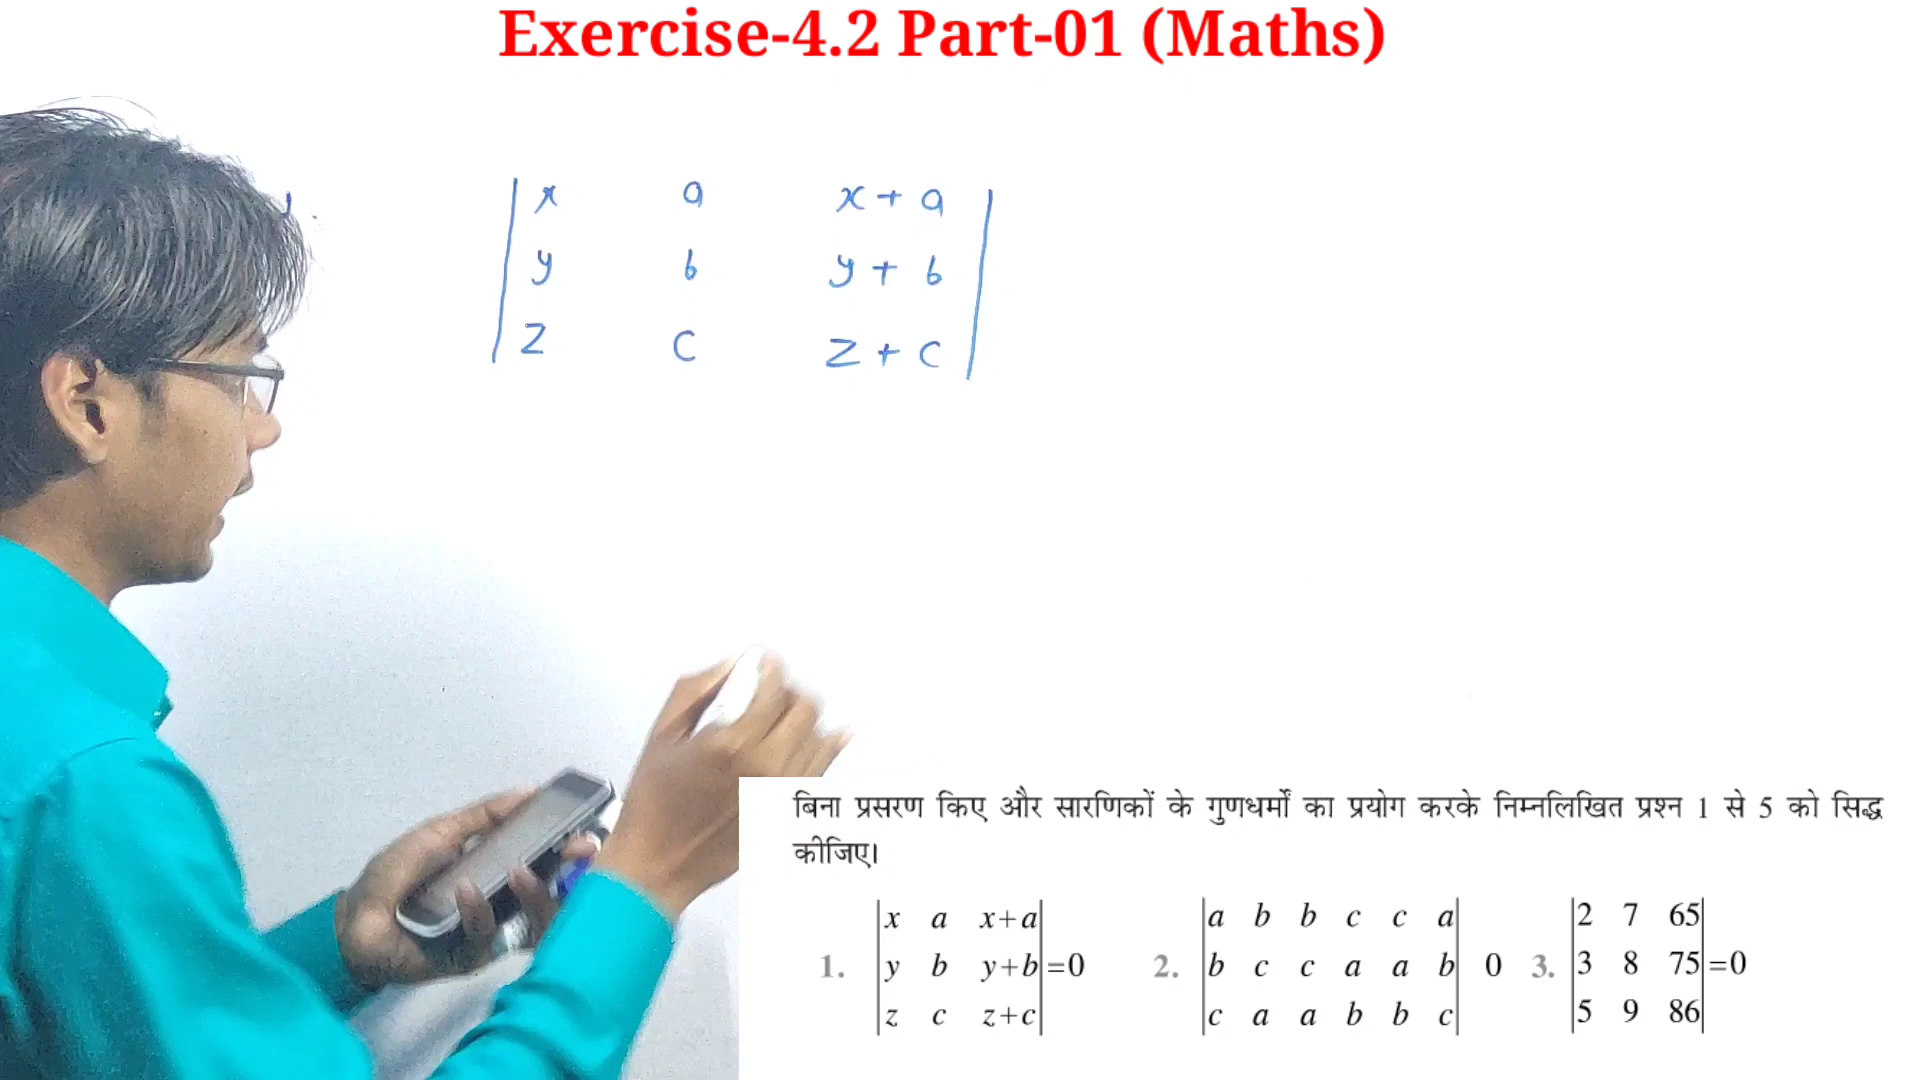 Exercise-4.2 Part-01 (Maths)
1.
x a x + a
y b y + b
z c z + c
बिना प्रसरण किए और सारणिकों के गुणधर्मों का प्रयोग करके निम्नलिखित प्रश्न 1 से 5 को सिद्ध
कीजिए।
1. |x a x+a|
|y b y+b| =0
|z c z+c|
2. |a b b c c a|
|b c c a a b| 0
|c a a b b c|
3. |2 7 65|
|3 8 75| =0
|5 9 86|